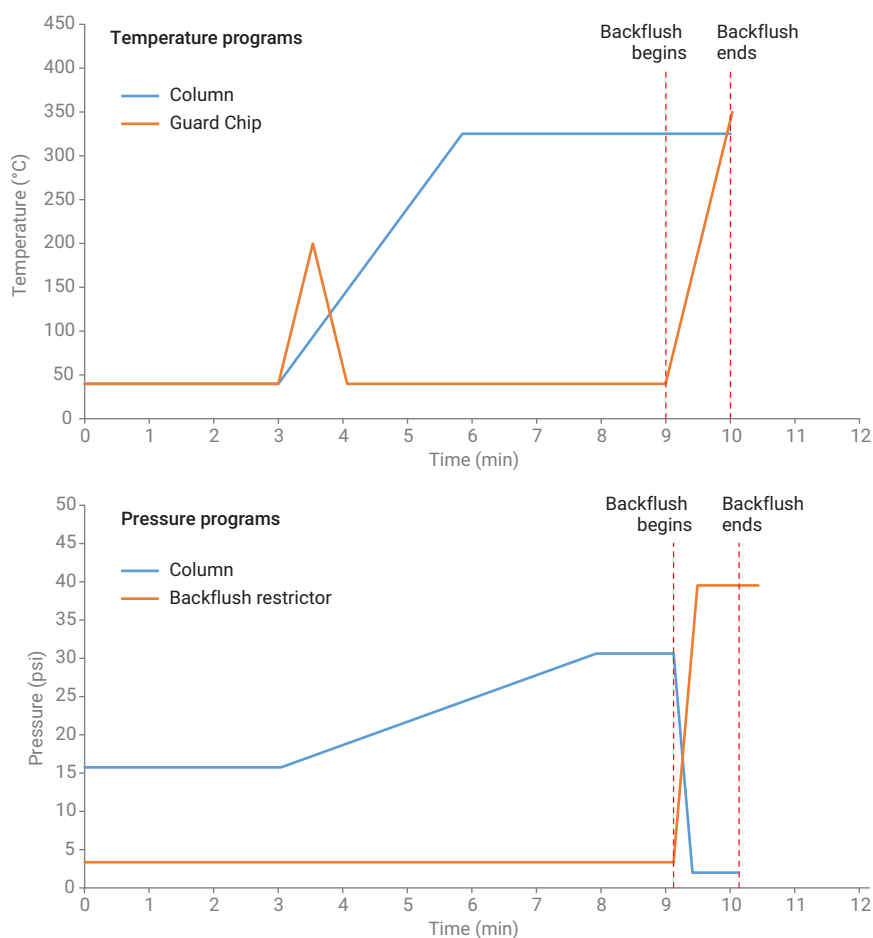 Temperature programs
Backflush
begins
Backflush
ends
Column
Guard Chip
Temperature (°C)
450
400
350
300
250
200
150
100
50
0
0 1 2 3 4 5 6 7 8 9 10 11 12
Time (min)
Pressure programs
Backflush
begins
Backflush
ends
Column
Backflush restrictor
Pressure (psi)
50
45
40
35
30
25
20
15
10
5
0
0 1 2 3 4 5 6 7 8 9 10 11 12
Time (min)